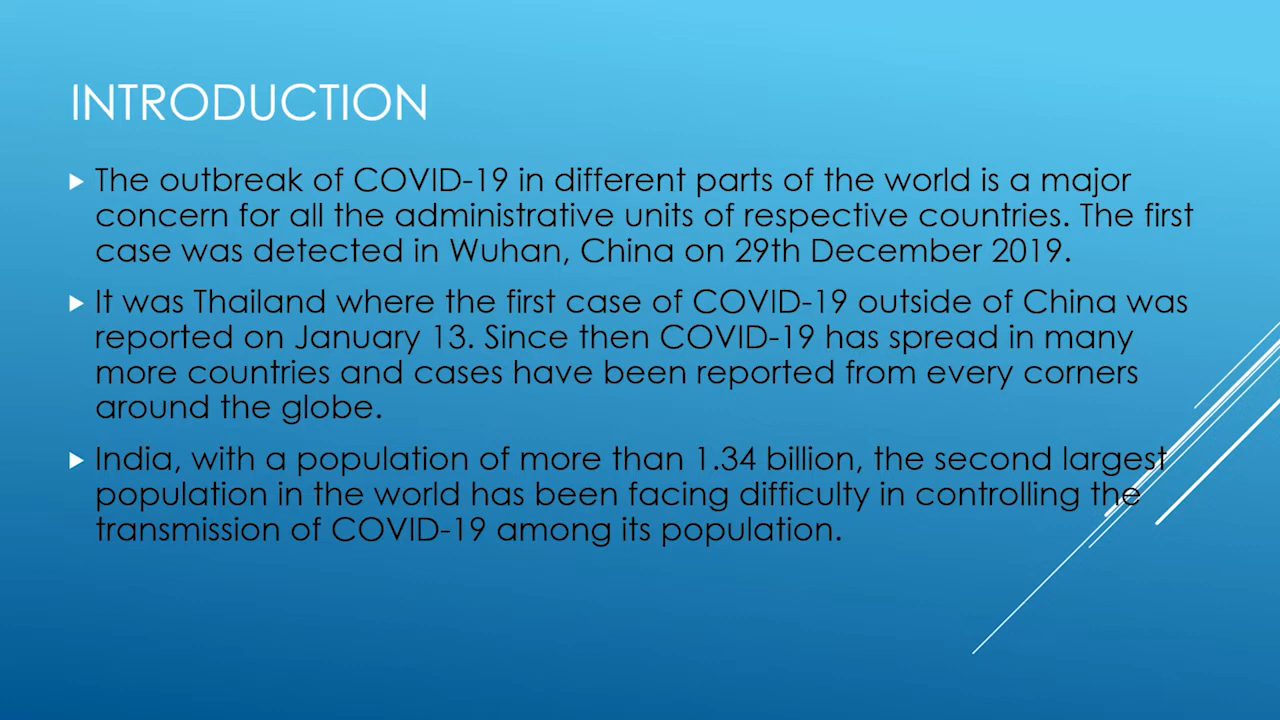 INTRODUCTION
The outbreak of COVID-19 in different parts of the world is a major
concern for all the administrative units of respective countries. The first
case was detected in Wuhan, China on 29th December 2019.
It was Thailand where the first case of COVID-19 outside of China was
reported on January 13. Since then COVID-19 has spread in many
more countries and cases have been reported from every corners
around the globe.
India, with a population of more than 1.34 billion, the second largest
population in the world has been facing difficulty in controlling the
transmission of COVID-19 among its population.